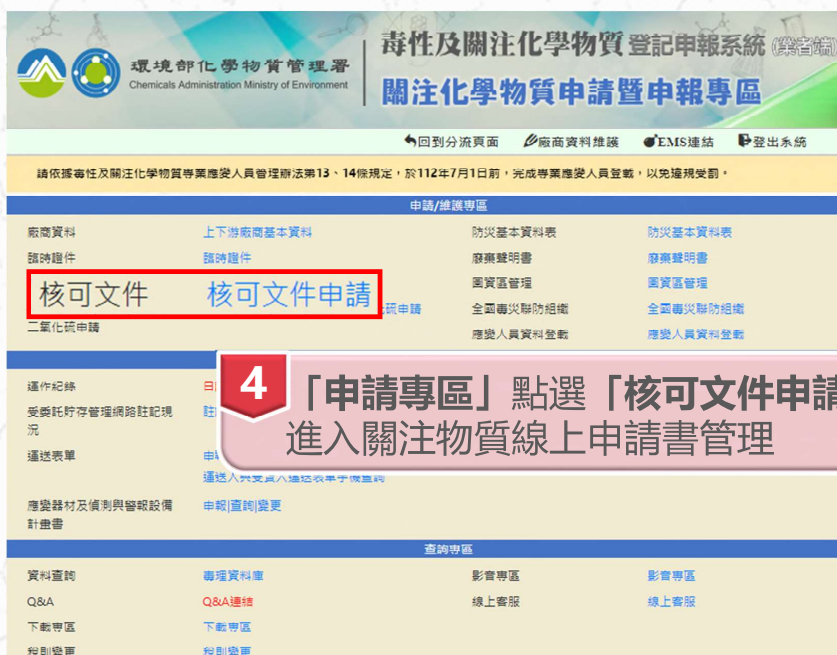 環境部化學物質管理署
Chemicals Administration Ministry of Environment
毒性及關注化學物質登記申報系統(業者端)
關注化學物質申請暨申報專區
回到分流頁面 廠商資料維護 EMS連結 登出系統
請依據毒性及關注化學物質專業應變人員管理辦法第13、14條規定，於112年7月1日前，完成專業應變人員登載，以免違規受罰。
申請/維護專區
廠商資料 上下游廠商基本資料 防災基本資料表 防災基本資料表
臨時證件 臨時證件 廢棄聲明書 廢棄聲明書
核可文件 核可文件申請 園資區管理 園資區管理
硫申請 全國毒災聯防組織 全國毒災聯防組織
二氧化硫申請 應變人員資料登載 應變人員資料登載
4 「申請專區」點選「核可文件申請
進入關注物質線上申請書管理
運作紀錄
受委託貯存管理網路註記現
況
運送表單
運送人與受貨人運送表單手機查詢
應變器材及偵測與警報設備 申報|查詢|變更
計畫書
查詢專區
資料查詢 毒理資料庫 影音專區 影音專區
Q&A Q&A連結 線上客服 線上客服
下載專區 下載專區
稅則變更 稅則變更